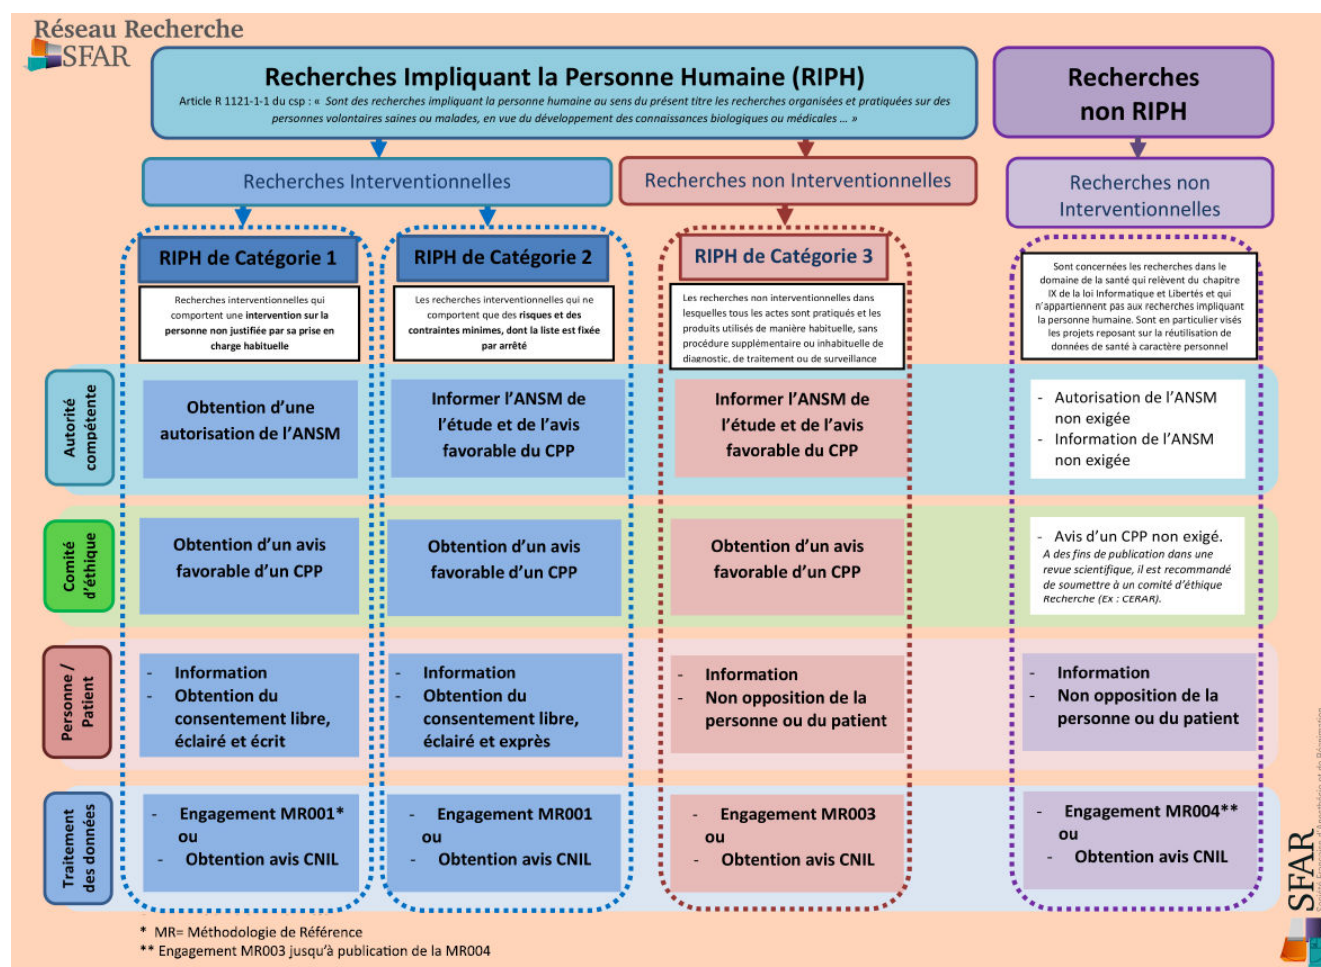 Réseau Recherche
SFAR
Recherches Impliquant la Personne Humaine (RIPH)
Article R 1121-1-1 du csp : « Sont des recherches impliquant la personne humaine au sens du présent titre les recherches organisées et pratiquées sur des
personnes volontaires saines ou malades, en vue du développement des connaissances biologiques ou médicales ... »
Recherches
non RIPH
Recherches Interventionnelles
Recherches non Interventionnelles
Recherches non
Interventionnelles
RIPH de Catégorie 1
RIPH de Catégorie 2
RIPH de Catégorie 3
Recherches interventionnelles qui
comportent une intervention sur la
personne non justifiée par sa prise en
charge habituelle
Les recherches interventionnelles qui ne
comportent que des risques et des
contraintes minimes, dont la liste est fixée
par arrêté
Les recherches non interventionnelles dans
lesquelles tous les actes sont pratiqués et les
produits utilisés de manière habituelle, sans
procédure supplémentaire ou inhabituelle de
diagnostic, de traitement ou de surveillance
Sont concernées les recherches dans le
domaine de la santé qui relèvent du chapitre
IX de la loi Informatique et Libertés et qui
n'appartiennent pas aux recherches impliquant
la personne humaine. Sont en particulier visés
les projets reposant sur la réutilisation de
données de santé à caractère personnel
Autorité
compétente
Obtention d'une
autorisation de l'ANSM
Informer l'ANSM de
l'étude et de l'avis
favorable du CPP
Informer l'ANSM de
l'étude et de l'avis
favorable du CPP
- Autorisation de l'ANSM
non exigée
- Information de l'ANSM
non exigée
Comité
d'éthique
Obtention d'un avis
favorable d'un CPP
Obtention d'un avis
favorable d'un CPP
Obtention d'un avis
favorable d'un CPP
- Avis d'un CPP non exigé.
A des fins de publication dans une
revue scientifique, il est recommandé
de soumettre à un comité d'éthique
Recherche (Ex : CERAR).
Personne /
Patient
- Information
- Obtention du
consentement libre,
éclairé et écrit
- Information
- Obtention du
consentement libre,
éclairé et exprès
- Information
- Non opposition de la
personne ou du patient
- Information
- Non opposition de la
personne ou du patient
Traitement
des données
- Engagement MR001*
ou
- Obtention avis CNIL
- Engagement MR001
ou
- Obtention avis CNIL
- Engagement MR003
ou
- Obtention avis CNIL
- Engagement MR004**
ou
- Obtention avis CNIL
* MR= Méthodologie de Référence
** Engagement MR003 jusqu'à publication de la MR004
SFAR
Société Française d'Anesthésie et de Réanimation